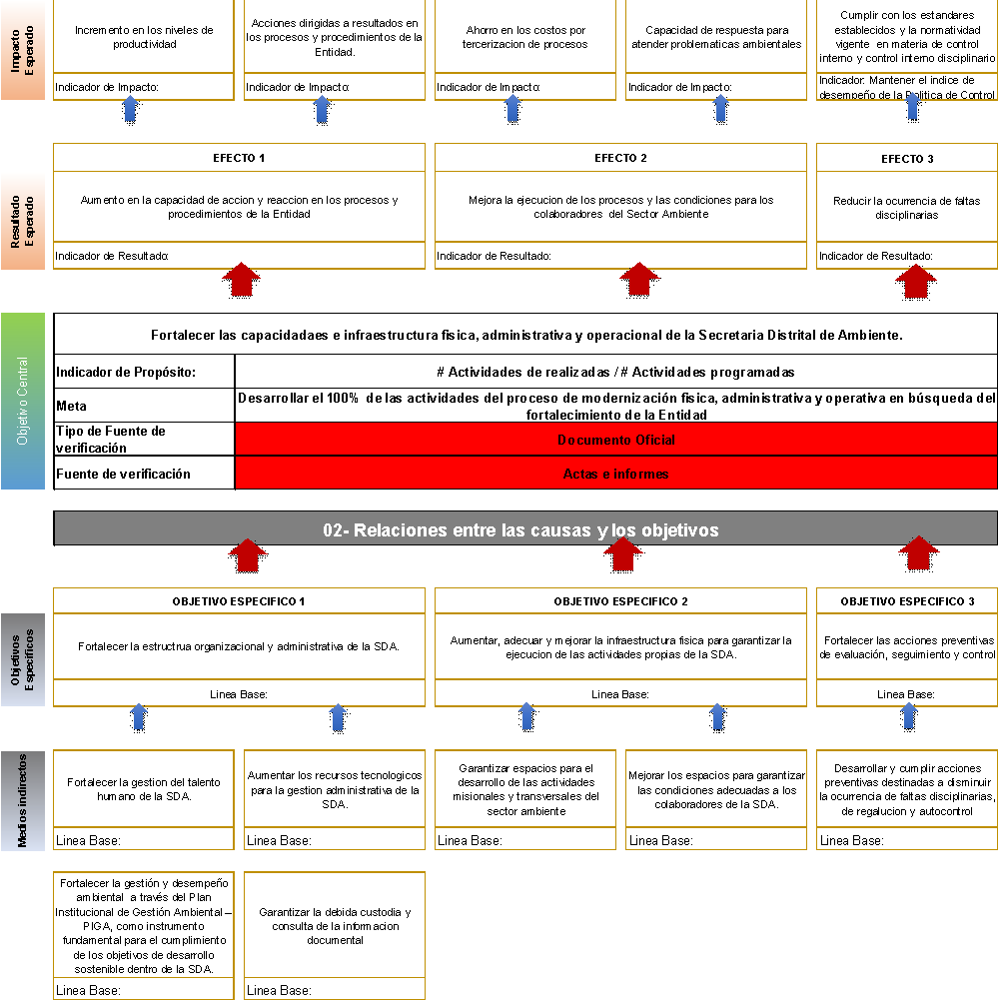 Impacto
Esperado
Incremento en los niveles de
productividad
Indicador de Impacto:
Acciones dirigidas a resultados en
los procesos y procedimientos de la
Entidad.
Indicador de Impacto:
Ahorro en los costos por
tercerizacion de procesos
Indicador de Impacto:
Capacidad de respuesta para
atender problematicas ambientales
Indicador de Impacto:
Cumplir con los estandares
establecidos y la normatividad
vigente en materia de control
interno y control interno disciplinario
Indicador: Mantener el indice de
desempeño de la Política de Control
Resultado
Esperado
EFECTO 1
Aumento en la capacidad de accion y reaccion en los procesos y
procedimientos de la Entidad
Indicador de Resultado:
EFECTO 2
Mejora la ejecucion de los procesos y las condiciones para los
colaboradores del Sector Ambiente
Indicador de Resultado:
EFECTO 3
Reducir la ocurrencia de faltas
disciplinarias
Indicador de Resultado:
Objetivo Central
Fortalecer las capacidadaes e infraestructura fisica, administrativa y operacional de la Secretaria Distrital de Ambiente.
Indicador de Propósito:
# Actividades de realizadas / # Actividades programadas
Meta
Desarrollar el 100% de las actividades del proceso de modernización fisica, administrativa y operativa en búsqueda del
fortalecimiento de la Entidad
Tipo de Fuente de
verificación
Documento Oficial
Fuente de verificación
Actas e informes
02- Relaciones entre las causas y los objetivos
Objetivos
Especificos
OBJETIVO ESPECIFICO 1
Fortalecer la estructrua organizacional y administrativa de la SDA.
Linea Base:
OBJETIVO ESPECIFICO 2
Aumentar, adecuar y mejorar la infraestructura fisica para garantizar la
ejecucion de las actividades propias de la SDA.
Linea Base:
OBJETIVO ESPECIFICO 3
Fortalecer las acciones preventivas
de evaluación, seguimiento y control
Linea Base:
Medios indirectos
Fortalecer la gestion del talento
humano de la SDA.
Linea Base:
Aumentar los recursos tecnologicos
para la gestion administrativa de la
SDA.
Linea Base:
Garantizar espacios para el
desarrollo de las actividades
misionales y transversales del
sector ambiente
Linea Base:
Mejorar los espacios para garantizar
las condiciones adecuadas a los
colaboradores de la SDA.
Linea Base:
Desarrollar y cumplir acciones
preventivas destinadas a disminuir
la ocurrencia de faltas disciplinarias,
de regalucion y autocontrol
Linea Base:
Fortalecer la gestión y desempeño
ambiental a través del Plan
Institucional de Gestión Ambiental –
PIGA, como instrumento
fundamental para el cumplimiento
de los objetivos de desarrollo
sostenible dentro de la SDA.
Linea Base:
Garantizar la debida custodia y
consulta de la informacion
documental
Linea Base: